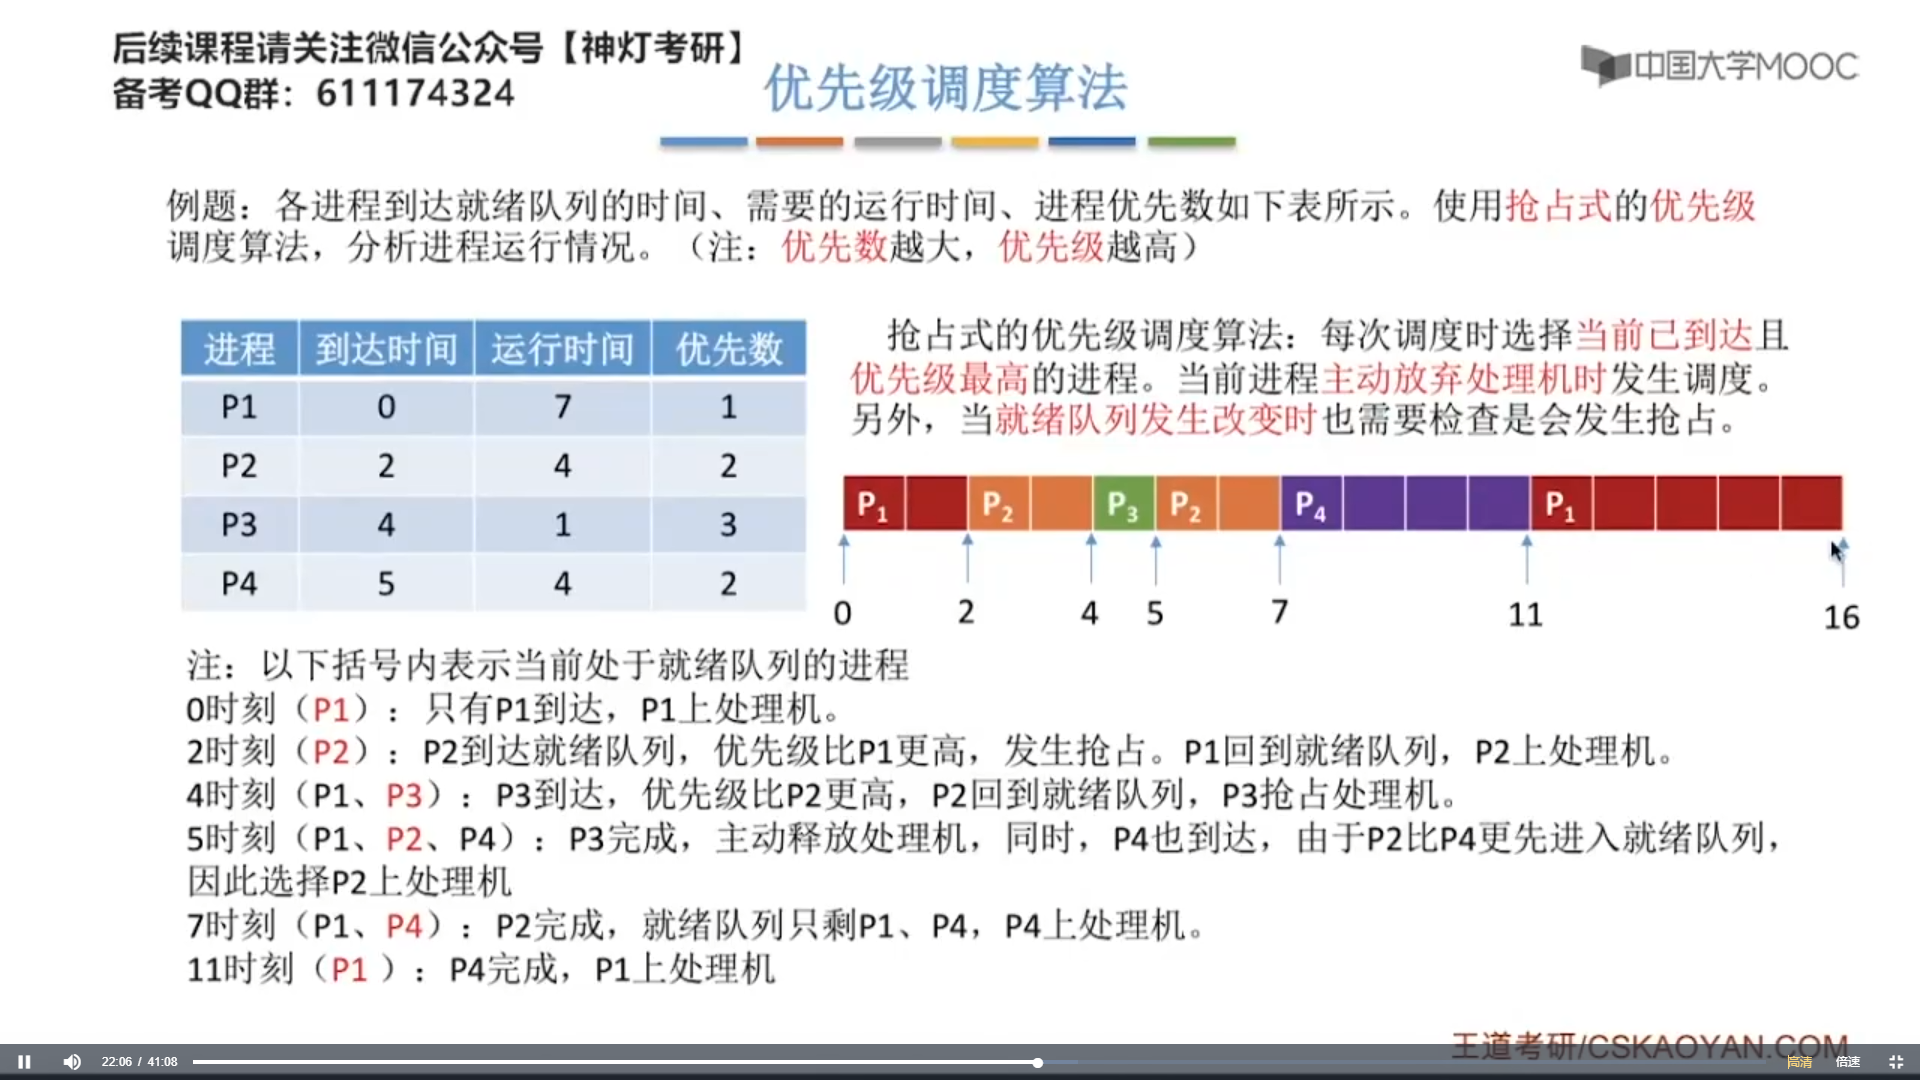 后续课程请关注微信公众号【神灯考研】
备考QQ群：611174324
优先级调度算法
中国大学MOOC
例题：各进程到达就绪队列的时间、需要的运行时间、进程优先数如下表所示。使用抢占式的优先级
调度算法，分析进程运行情况。（注：优先数越大，优先级越高）
进程 到达时间 运行时间 优先数
P1 0 7 1
P2 2 4 2
P3 4 1 3
P4 5 4 2
抢占式的优先级调度算法：每次调度时选择当前已到达且
优先级最高的进程。当前进程主动放弃处理机时发生调度。
另外，当就绪队列发生改变时也需要检查是会发生抢占。
P1 P2 P3 P2 P4 P1
0 2 4 5 7 11 16
注：以下括号内表示当前处于就绪队列的进程
0时刻（P1）：只有P1到达，P1上处理机。
2时刻（P2）：P2到达就绪队列，优先级比P1更高，发生抢占。P1回到就绪队列，P2上处理机。
4时刻（P1、P3）：P3到达，优先级比P2更高，P2回到就绪队列，P3抢占处理机。
5时刻（P1、P2、P4）：P3完成，主动释放处理机，同时，P4也到达，由于P2比P4更先进入就绪队列，
因此选择P2上处理机
7时刻（P1、P4）：P2完成，就绪队列只剩P1、P4，P4上处理机。
11时刻（P1 ）：P4完成，P1上处理机
王道考研/CSKAOYAN.COM
22:06 / 41:08
高清 倍速